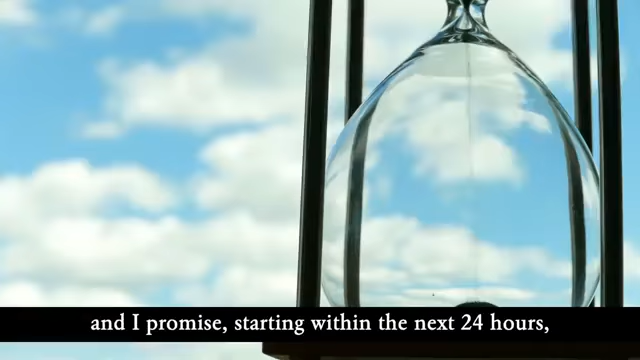 and I promise, starting within the next 24 hours,